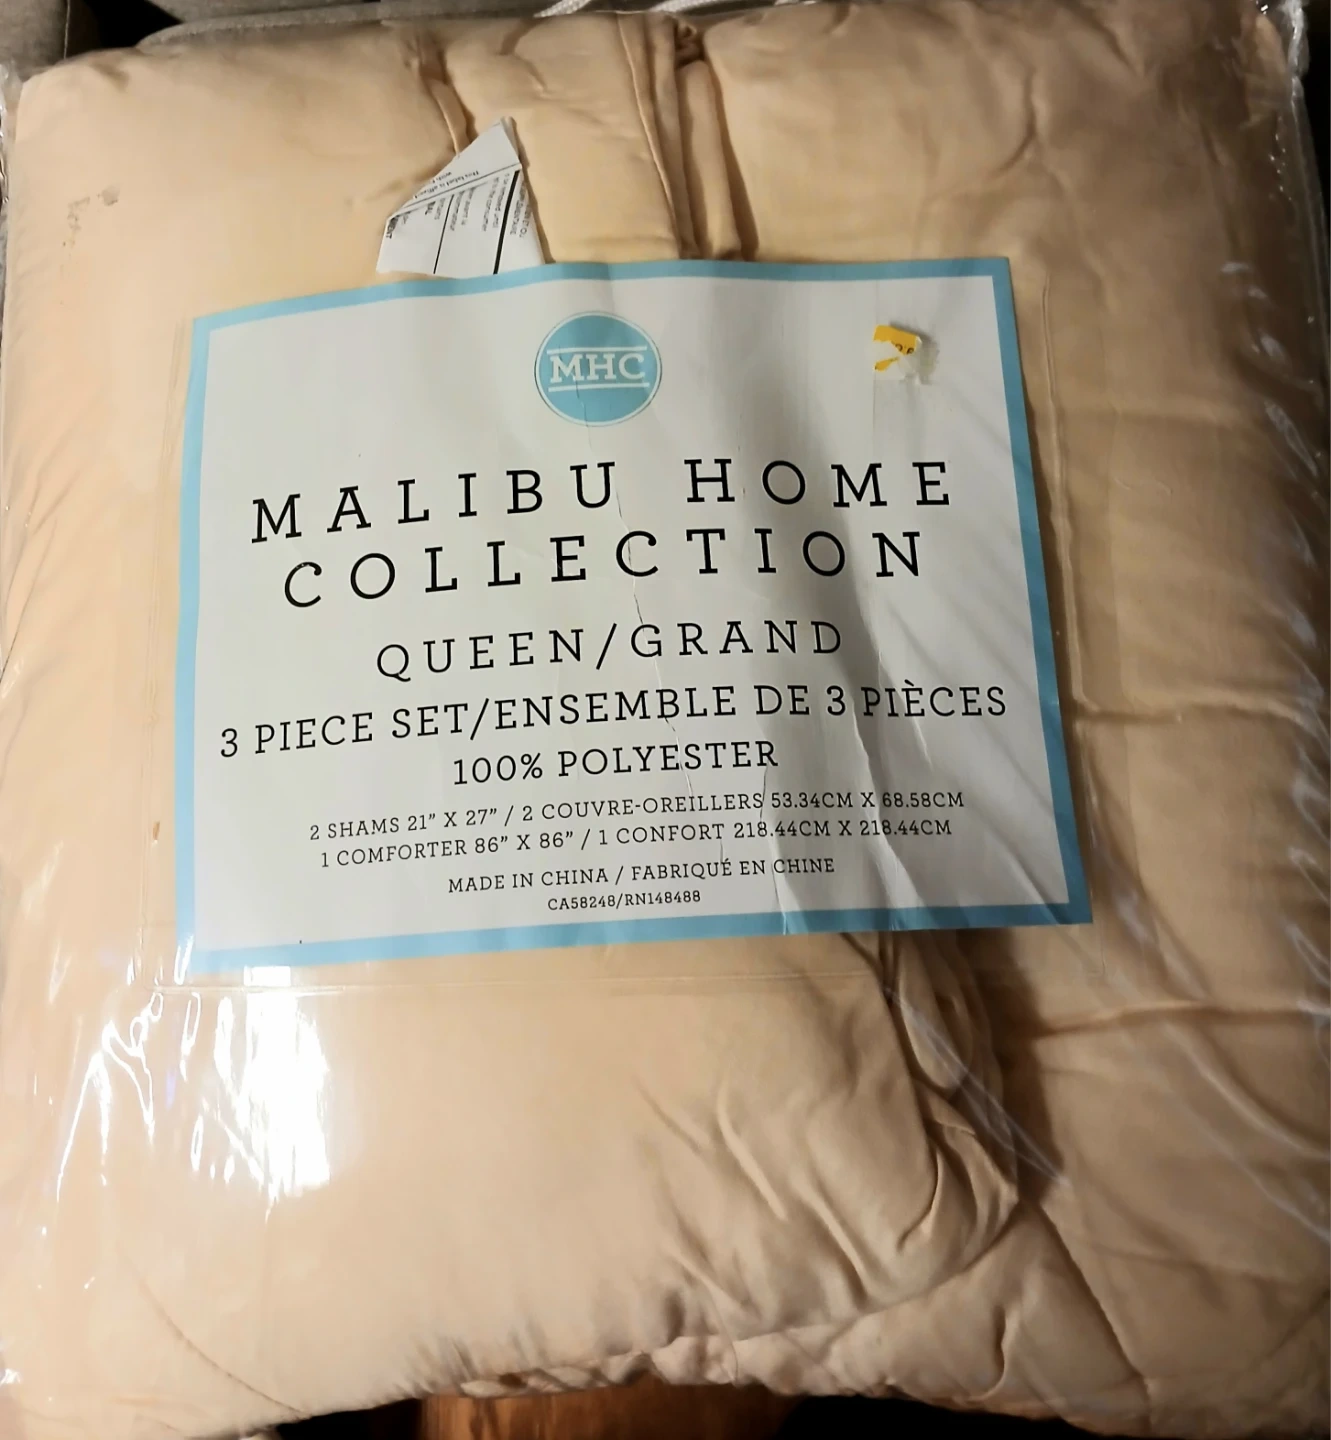 MHC
MALIBU HOME
COLLECTION
QUEEN/GRAND
3 PIECE SET/ENSEMBLE DE 3 PIÈCES
100% POLYESTER
2 SHAMS 21” X 27” / 2 COUVRE-OREILLERS 53.34CM X 68.58CM
1 COMFORTER 86” X 86” / 1 CONFORT 218.44CM X 218.44CM
MADE IN CHINA / FABRIQUÉ EN CHINE
CA58248/RN148488